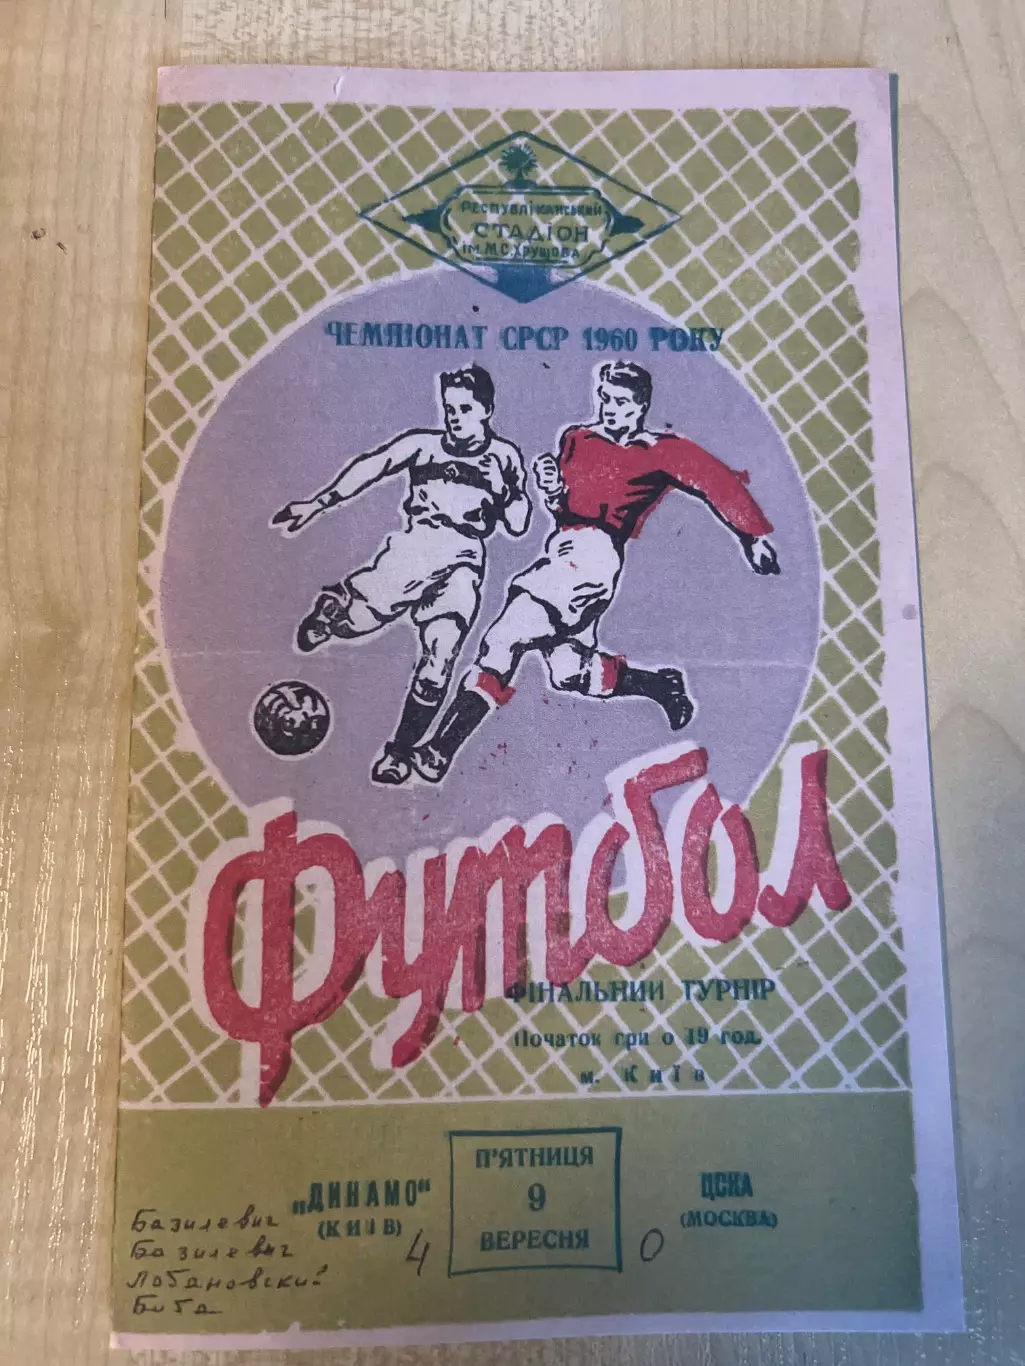 РЕСПУБЛІКАНСЬКИЙ
СТАДІОН
ІМ. М.С. ХРУЩОВА
ЧЕМПІОНАТ СРСР 1960 РОКУ
Футбол
ФІНАЛЬНИЙ ТУРНІР
Початок гри о 19 год.
м. Київ
„ДИНАМО“
(КИЇВ)
4
П'ЯТНИЦЯ
9
ВЕРЕСНЯ
0
ЦСКА
(МОСКВА)
Базилевич
Базилевич
Лобановский
Биба